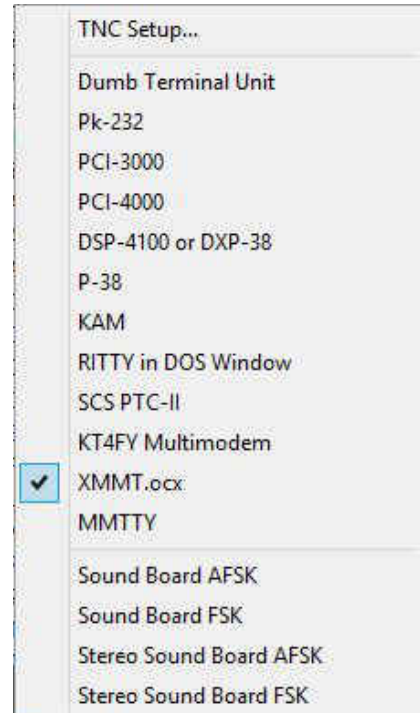 TNC Setup...
Dumb Terminal Unit
Pk-232
PCI-3000
PCI-4000
DSP-4100 or DXP-38
P-38
KAM
RITTY in DOS Window
SCS PTC-II
KT4FY Multimodem
XMMT.ocx
MMTTY
Sound Board AFSK
Sound Board FSK
Stereo Sound Board AFSK
Stereo Sound Board FSK